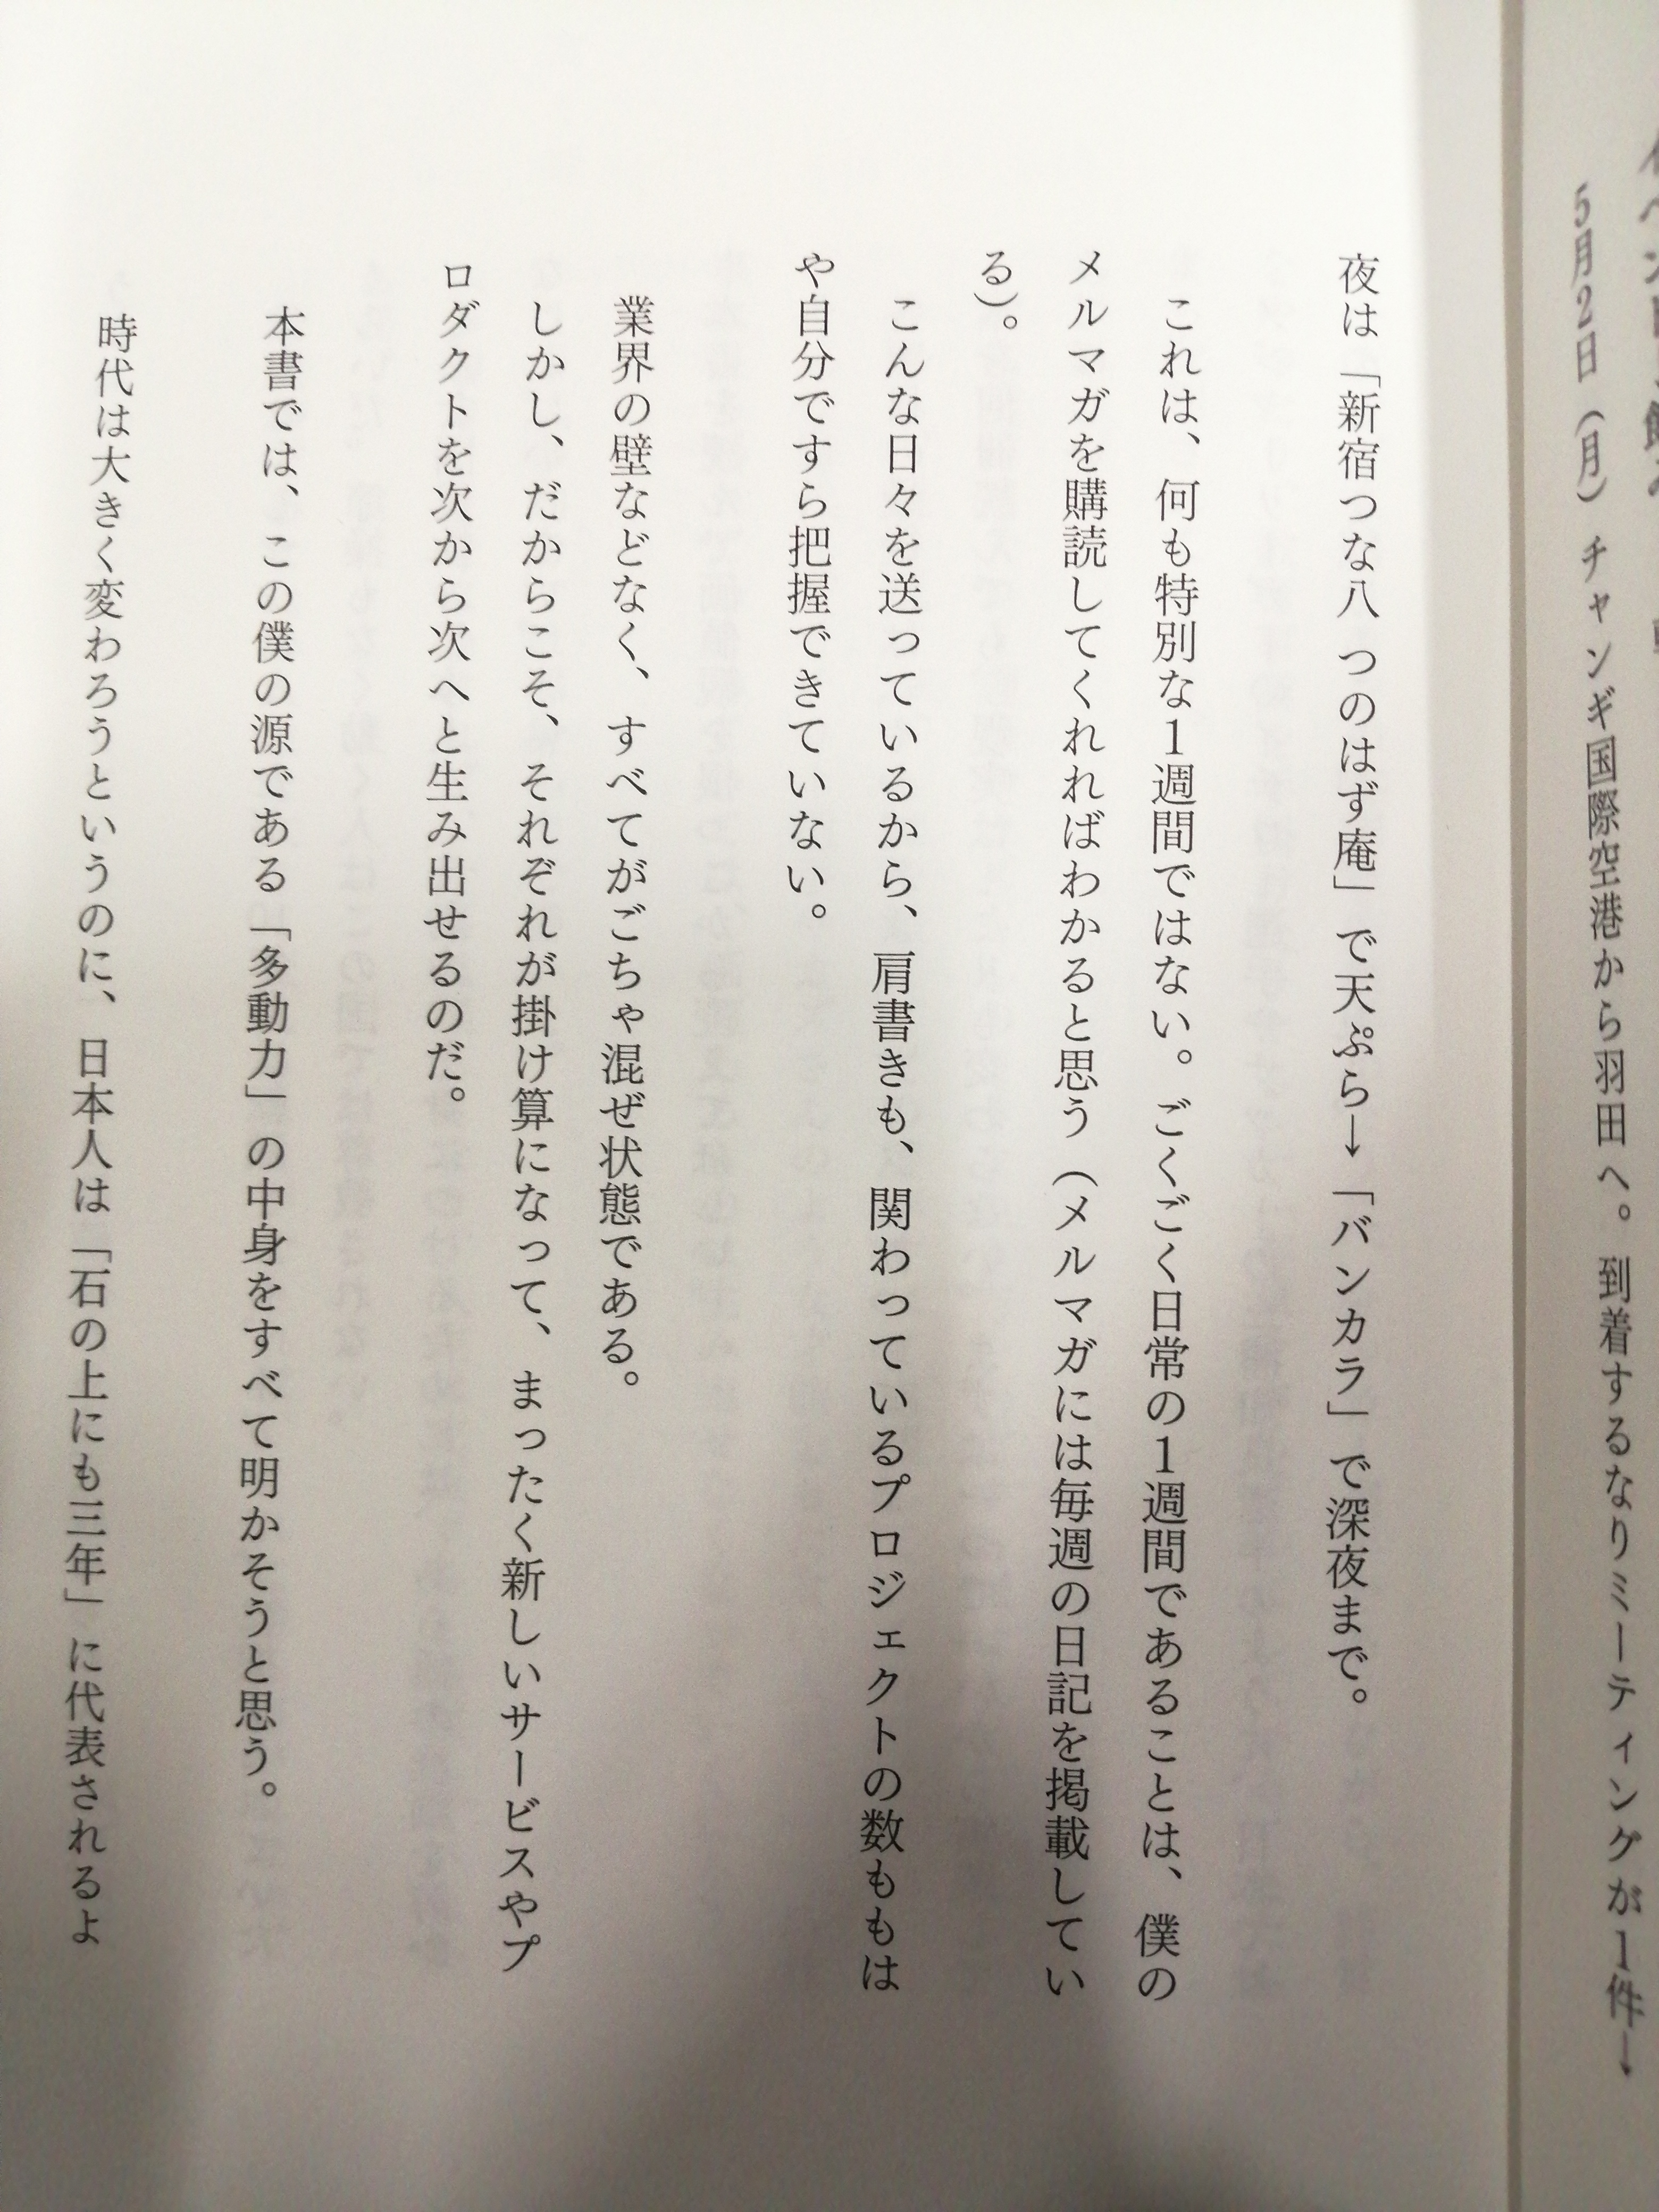 5月2日（月）チャンギ国際空港から羽田へ。到着するなりミーティングが1件→
夜は「新宿つな八 つのはず庵」で天ぷら→「バンカラ」で深夜まで。
これは、何も特別な1週間ではない。ごくごく日常の1週間であることは、僕の
メルマガを購読してくれればわかると思う（メルマガには毎週の日記を掲載してい
る）。
こんな日々を送っているから、肩書きも、関わっているプロジェクトの数ももは
や自分ですら把握できていない。
業界の壁などなく、すべてがごちゃ混ぜ状態である。
しかし、だからこそ、それぞれが掛け算になって、まったく新しいサービスやプ
ロダクトを次から次へと生み出せるのだ。
本書では、この僕の源である「多動力」の中身をすべて明かそうと思う。
時代は大きく変わろうというのに、日本人は「石の上にも三年」に代表されるよ